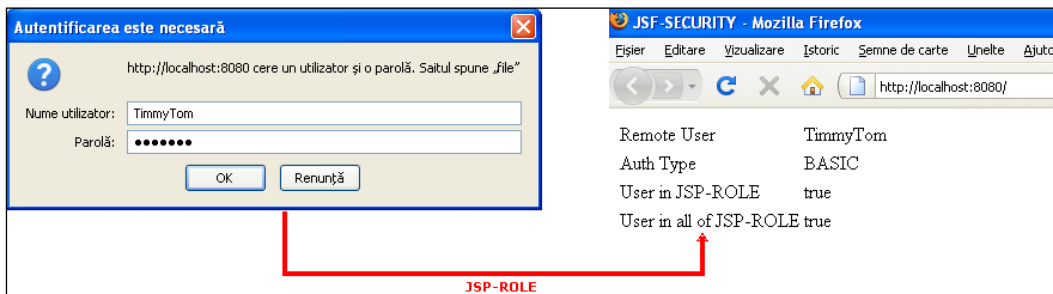 Autentificarea este necesară
http://localhost:8080 cere un utilizator și o parolă. Saitul spune „file”
Nume utilizator: TimmyTom
Parolă: •••••••
OK Renunță
JSF-SECURITY - Mozilla Firefox
Fișier Editare Vizualizare Istoric Semne de carte Unelte Ajuto
http://localhost:8080/
Remote User TimmyTom
Auth Type BASIC
User in JSP-ROLE true
User in all of JSP-ROLE true
JSP-ROLE